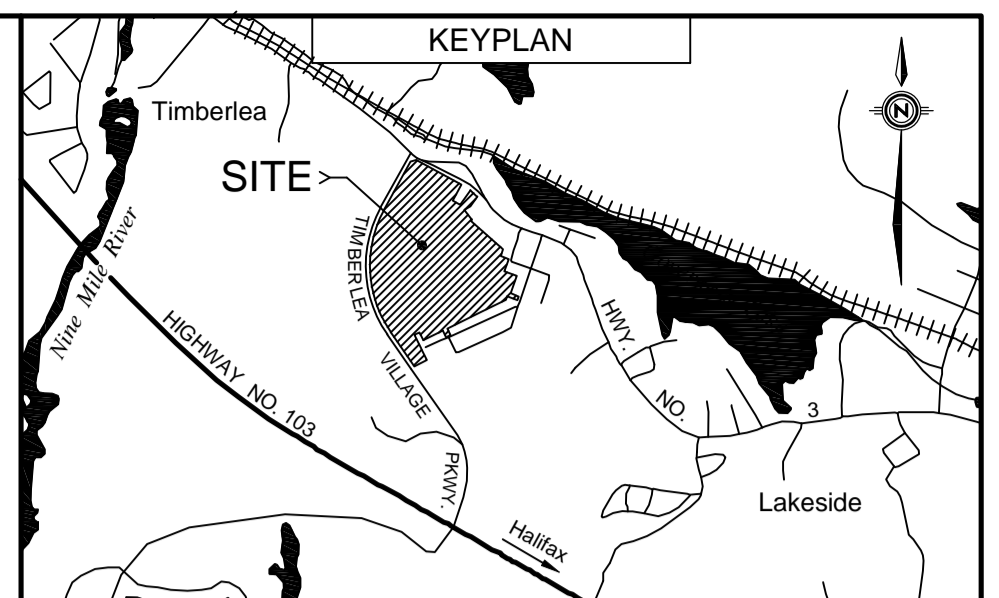 KEYPLAN
Timberlea
N
SITE
TIMBERLEA
VILLAGE
PKWY.
Nine Mile River
HIGHWAY NO. 103
HWY.
NO.
3
Lakeside
Halifax